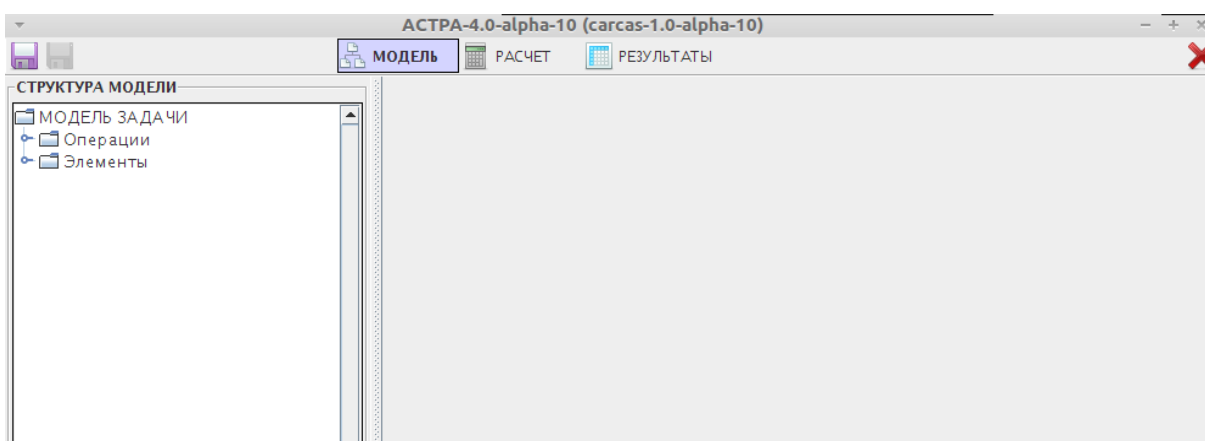 АСТРА-4.0-alpha-10 (carcas-1.0-alpha-10)
МОДЕЛЬ РАСЧЕТ РЕЗУЛЬТАТЫ
СТРУКТУРА МОДЕЛИ
МОДЕЛЬ ЗАДАЧИ
Операции
Элементы